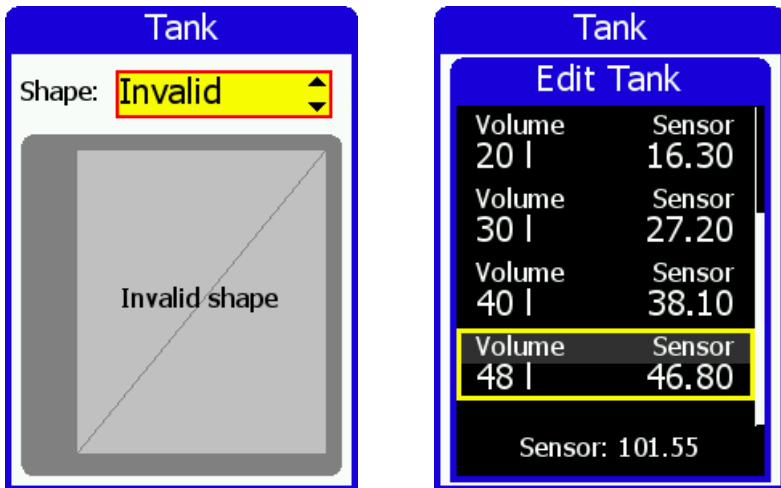 Tank
Shape: Invalid
Invalid shape
Tank
Edit Tank
Volume Sensor
20 l 16.30
Volume Sensor
30 l 27.20
Volume Sensor
40 l 38.10
Volume Sensor
48 l 46.80
Sensor: 101.55